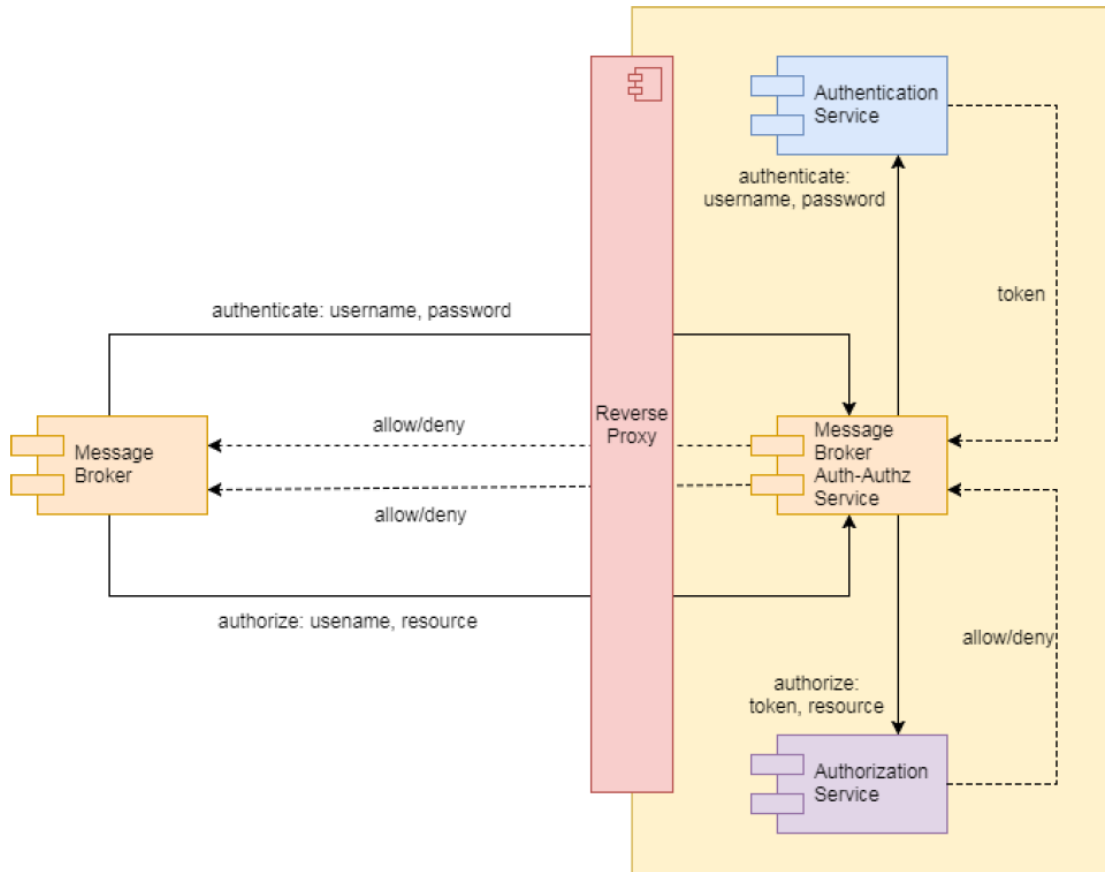 Authentication
Service
authenticate:
username, password
token
authenticate: username, password
Reverse
Proxy
allow/deny
Message
Broker
Message
Broker
Auth-Authz
Service
allow/deny
authorize: usename, resource
allow/deny
authorize:
token, resource
Authorization
Service